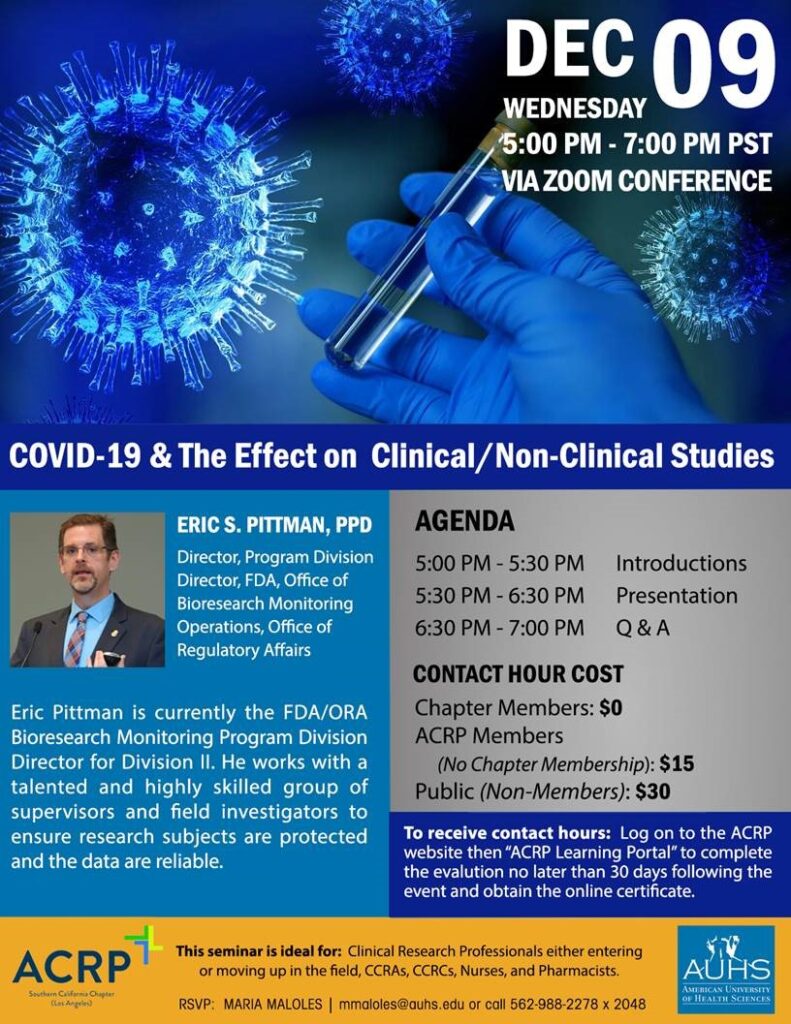 DEC 09
WEDNESDAY
5:00 PM - 7:00 PM PST
VIA ZOOM CONFERENCE
COVID-19 & The Effect on Clinical/Non-Clinical Studies
ERIC S. PITTMAN, PPD
Director, Program Division
Director, FDA, Office of
Bioresearch Monitoring
Operations, Office of
Regulatory Affairs
Eric Pittman is currently the FDA/ORA
Bioresearch Monitoring Program Division
Director for Division II. He works with a
talented and highly skilled group of
supervisors and field investigators to
ensure research subjects are protected
and the data are reliable.
AGENDA
5:00 PM - 5:30 PM Introductions
5:30 PM - 6:30 PM Presentation
6:30 PM - 7:00 PM Q & A
CONTACT HOUR COST
Chapter Members: $0
ACRP Members
(No Chapter Membership): $15
Public (Non-Members): $30
To receive contact hours: Log on to the ACRP
website then “ACRP Learning Portal” to complete
the evalution no later than 30 days following the
event and obtain the online certificate.
ACRP
Southern California Chapter
(Los Angeles)
This seminar is ideal for: Clinical Research Professionals either entering
or moving up in the field, CCRAs, CCRCs, Nurses, and Pharmacists.
RSVP: MARIA MALOLES | mmaloles@auhs.edu or call 562-988-2278 x 2048
AUHS
AMERICAN UNIVERSITY
OF HEALTH SCIENCES